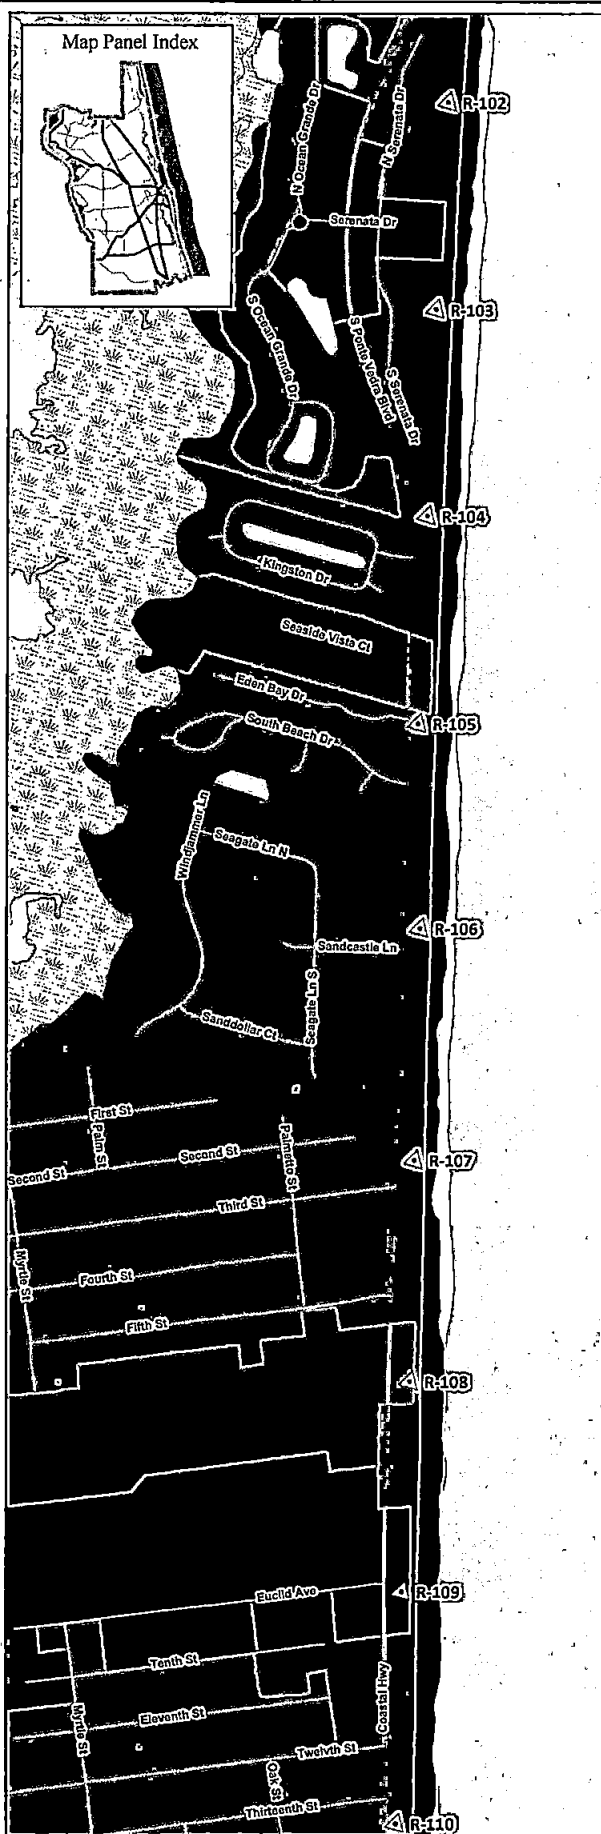 Map Panel Index
R-102
N Ocean Grande Dr
N Serenata Dr
Serenata Dr
R-103
S Ocean Grande Dr
S Ponte Vedra Blvd
S Serenata Dr
R-104
Kingston Dr
Seaside Vista Ct
Eden Bay Dr
R-105
South Beach Dr
Windjammer Ln
Seagate Ln N
R-106
Sandcastle Ln
Seagate Ln S
Sanddollar Ct
First St
Palm St
Second St
Second St
Palmetto St
R-107
Third St
Myrtle St
Fourth St
Fifth St
R-108
Euclid Ave
R-109
Tenth St
Coastal Hwy
Myrtle St
Eleventh St
Twelvth St
Oak St
Thirteenth St
R-110